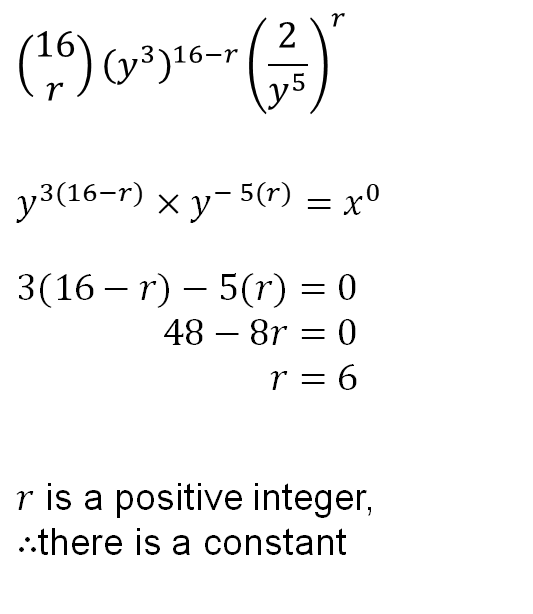 (16 r) (y³)¹⁶⁻ʳ (2/y⁵)ʳ
y³⁽¹⁶⁻ʳ⁾ × y⁻ ⁵⁽ʳ⁾ = x⁰
3(16 − r) − 5(r) = 0
48 − 8r = 0
r = 6
r is a positive integer,
∴there is a constant